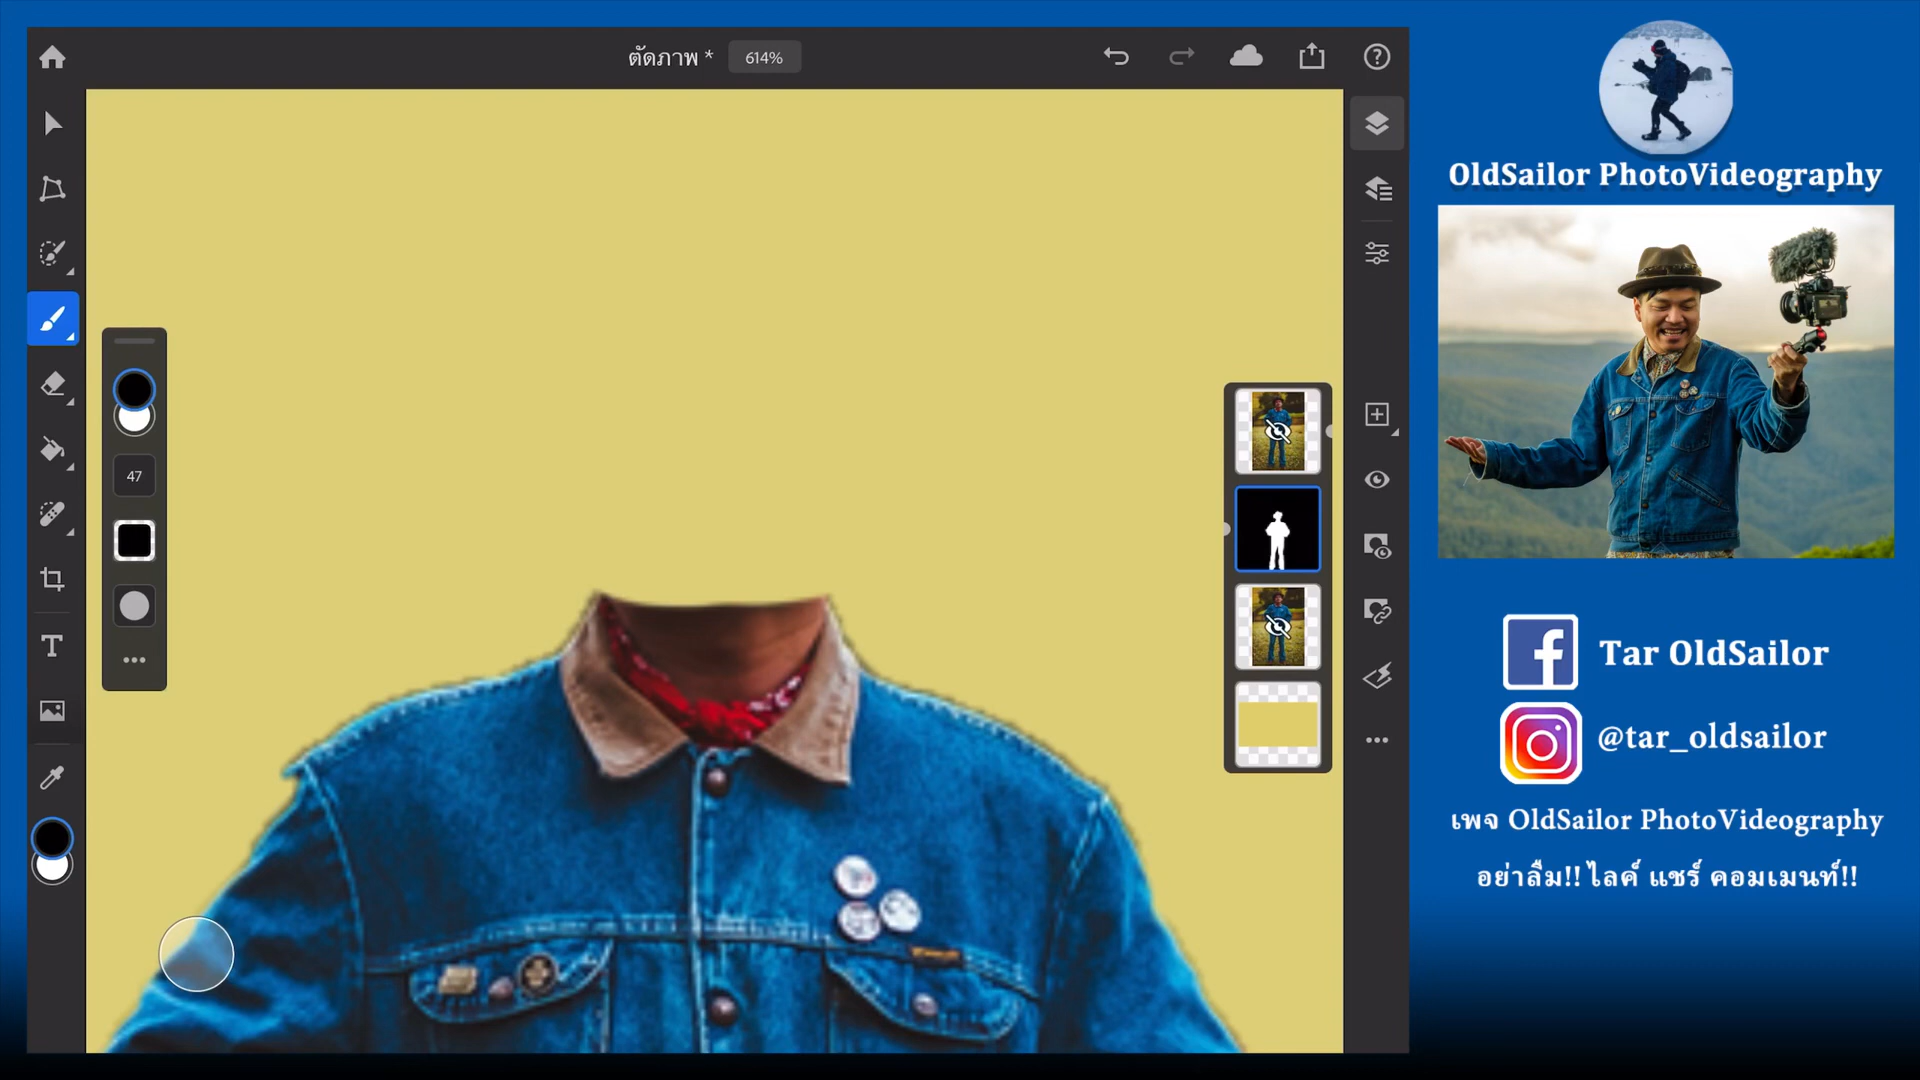 ตัดภาพ *
614%
47
OldSailor PhotoVideography
Tar OldSailor
@tar_oldsailor
เพจ OldSailor PhotoVideography
อย่าลืม!! ไลค์ แชร์ คอมเมนท์!!